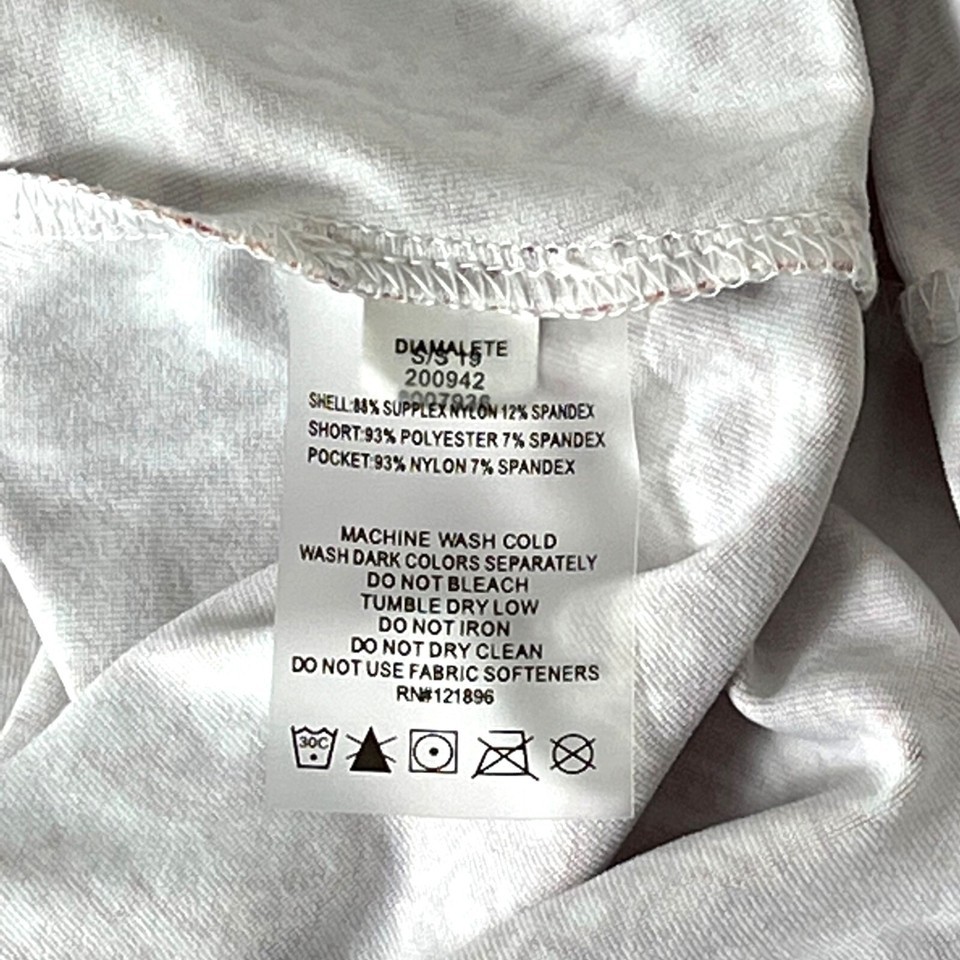 DIAMALETE
S/S 19
200942
SHELL:88% SUPPLEX NYLON 12% SPANDEX
SHORT:93% POLYESTER 7% SPANDEX
POCKET:93% NYLON 7% SPANDEX
MACHINE WASH COLD
WASH DARK COLORS SEPARATELY
DO NOT BLEACH
TUMBLE DRY LOW
DO NOT IRON
DO NOT DRY CLEAN
DO NOT USE FABRIC SOFTENERS
RN#121896
30C